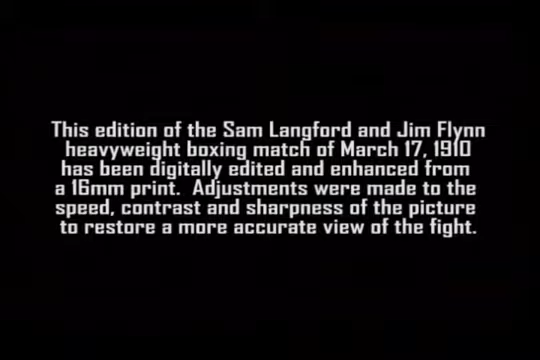 This edition of the Sam Langford and Jim Flynn
heavyweight boxing match of March 17, 1910
has been digitally edited and enhanced from
a 16mm print. Adjustments were made to the
speed, contrast and sharpness of the picture
to restore a more accurate view of the fight.